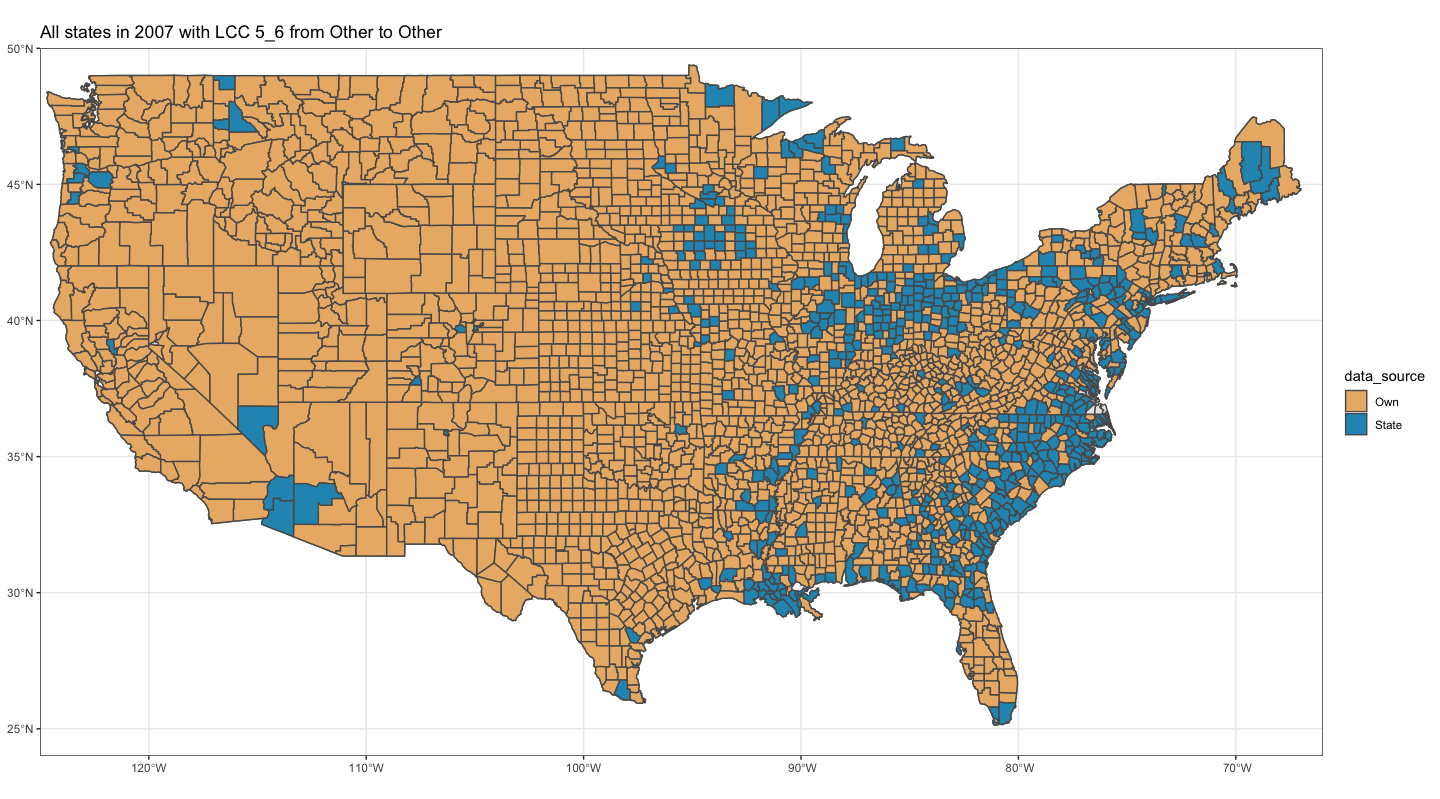 All states in 2007 with LCC 5_6 from Other to Other
50°N
45°N
40°N
35°N
30°N
25°N
120°W
110°W
100°W
90°W
80°W
70°W
data_source
Own
State